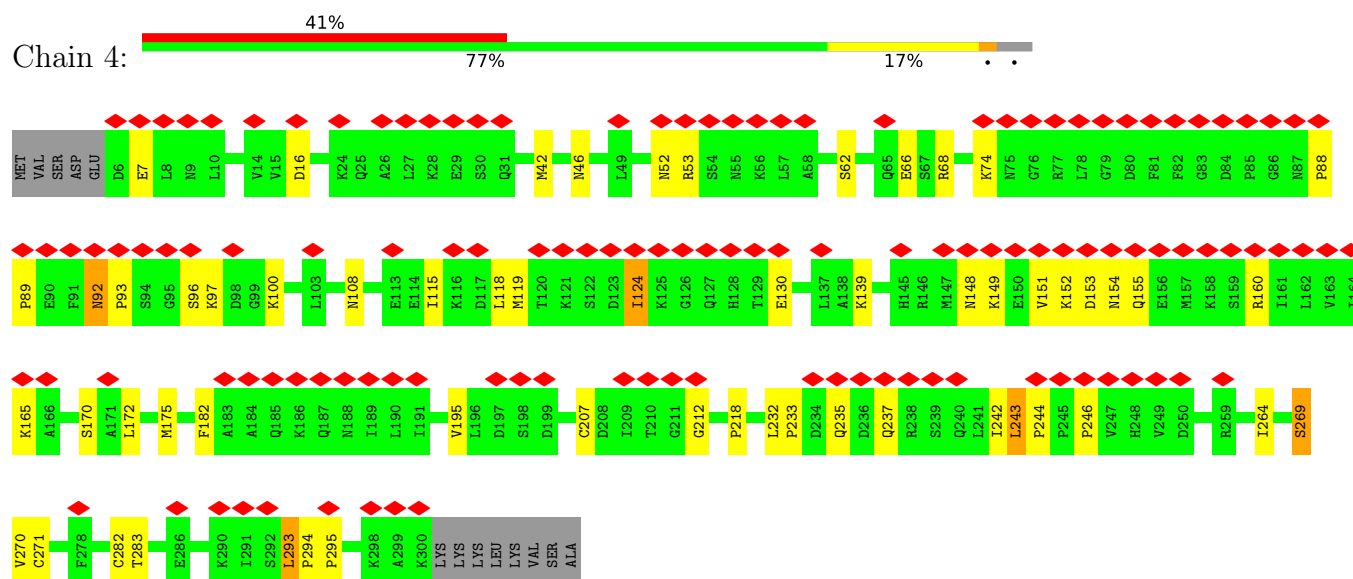 41%
Chain 4:
77% 17% • •
MET VAL SER ASP GLU D6 E7 L8 N9 L10 V14 V15 D16 K24 Q25 A26 L27 K28 E29 S30 Q31 M42 N46 L49 N52 R53 S54 N55 K56 L57 A58 S62 Q65 E66 S67 R68 K74 N75 G76 R77 L78 G79 D80 F81 F82 G83 D84 P85 G86 N87 P88
P89 E90 F91 N92 P93 S94 G95 S96 K97 D98 G99 K100 L103 N108 E113 E114 I115 K116 D117 L118 M119 T120 K121 S122 D123 I124 K125 G126 Q127 H128 T129 E130 L137 A138 K139 H145 R146 M147 N148 K149 E150 V151 K152 D153 N154 Q155 E156 M157 K158 S159 R160 I161 L162 V163 I164
K165 A166 S170 A171 L172 M175 F182 A183 A184 Q185 K186 Q187 N188 I189 L190 I191 V195 L196 D197 S198 D199 C207 D208 I209 T210 G211 G212 P218 L232 P233 D234 Q235 D236 Q237 R238 S239 Q240 L241 I242 L243 P244 P245 P246 V247 H248 V249 D250 R259 I264 S269
V270 C271 F278 C282 T283 E286 K290 I291 S292 L293 P294 P295 K298 A299 K300 LYS LYS LYS LEU LYS VAL SER ALA